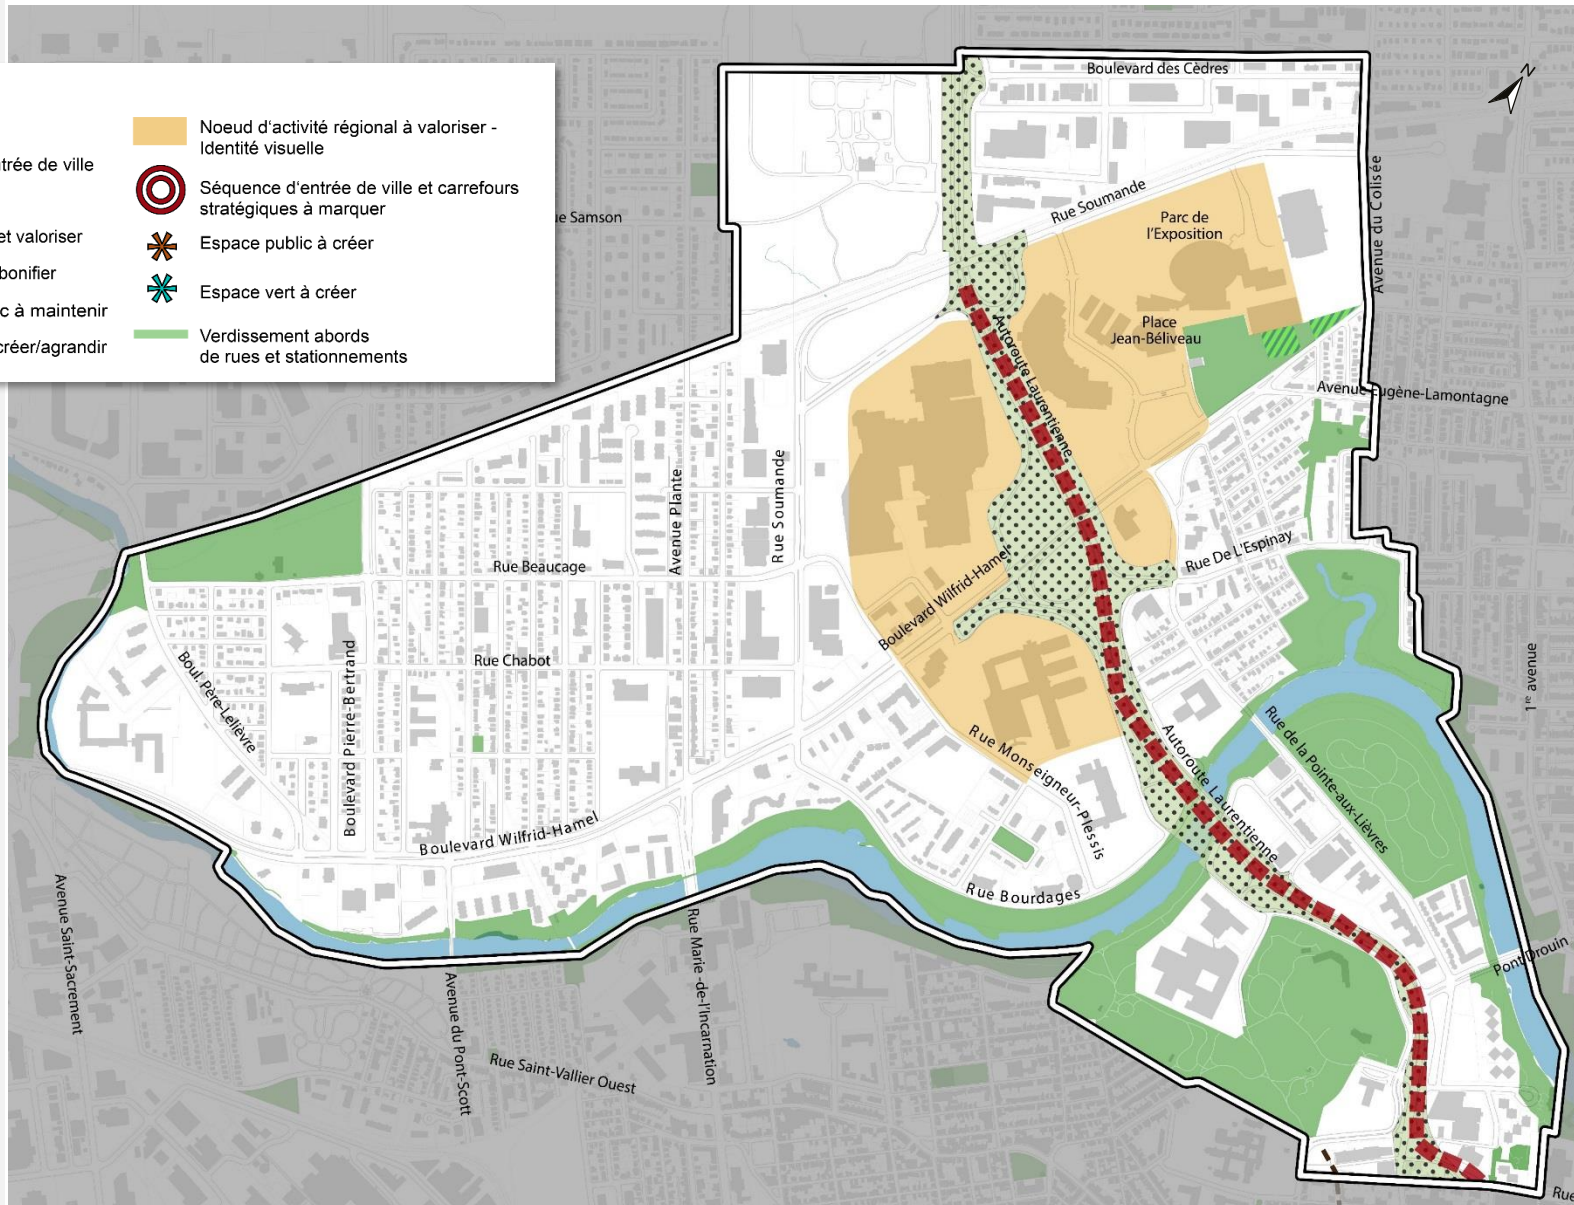 Noeud d'activité régional à valoriser -
Identité visuelle
Séquence d'entrée de ville et carrefours
stratégiques à marquer
Espace public à créer
Espace vert à créer
Verdissement abords
de rues et stationnements
entrée de ville
et valoriser
bonifier
à maintenir
créer/agrandir
N
Boulevard des Cèdres
Avenue du Colisée
Rue Soumande
Parc de
l'Exposition
Samson
Place
Jean-Béliveau
Autoroute Laurentienne
Avenue Eugène-Lamontagne
Avenue Plante
Rue Soumande
Rue Beaucage
Rue De L'Espinay
Boulevard Wilfrid-Hamel
Rue Chabot
Boul. Père-Lelièvre
Boulevard Pierre-Bertrand
1re avenue
Rue de la Pointe-aux-Lièvres
Rue Monseigneur-Plessis
Autoroute Laurentienne
Boulevard Wilfrid-Hamel
Rue Bourdages
Avenue Saint-Sacrement
Rue Marie-de-l'Incarnation
Pont Drouin
Avenue du Pont-Scott
Rue Saint-Vallier Ouest
Rue